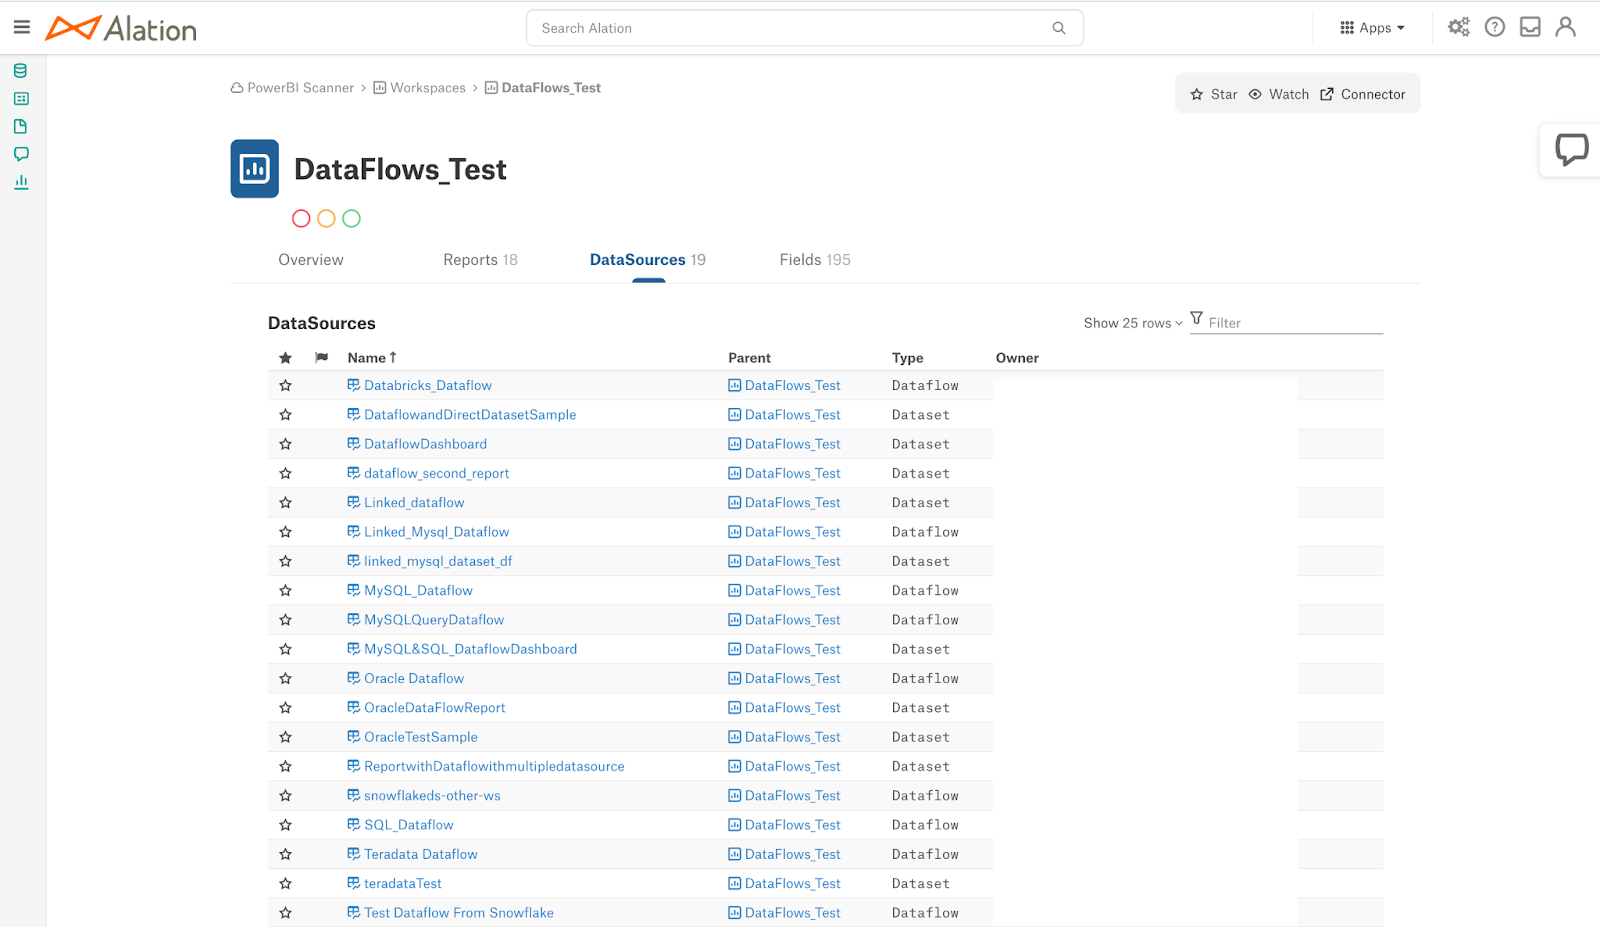 Alation
Search Alation
Apps
PowerBI Scanner > Workspaces > DataFlows_Test
Star Watch Connector
DataFlows_Test
Overview Reports 18 DataSources 19 Fields 195
DataSources Show 25 rows Filter
Name ↑ Parent Type Owner
Databricks_Dataflow DataFlows_Test Dataflow
DataflowandDirectDatasetSample DataFlows_Test Dataset
DataflowDashboard DataFlows_Test Dataset
dataflow_second_report DataFlows_Test Dataset
Linked_dataflow DataFlows_Test Dataset
Linked_Mysql_Dataflow DataFlows_Test Dataflow
linked_mysql_dataset_df DataFlows_Test Dataset
MySQL_Dataflow DataFlows_Test Dataflow
MySQLQueryDataflow DataFlows_Test Dataflow
MySQL&SQL_DataflowDashboard DataFlows_Test Dataset
Oracle Dataflow DataFlows_Test Dataflow
OracleDataFlowReport DataFlows_Test Dataset
OracleTestSample DataFlows_Test Dataset
ReportwithDataflowithmultipledatasource DataFlows_Test Dataset
snowflakeds-other-ws DataFlows_Test Dataflow
SQL_Dataflow DataFlows_Test Dataflow
Teradata Dataflow DataFlows_Test Dataflow
teradataTest DataFlows_Test Dataset
Test Dataflow From Snowflake DataFlows_Test Dataflow